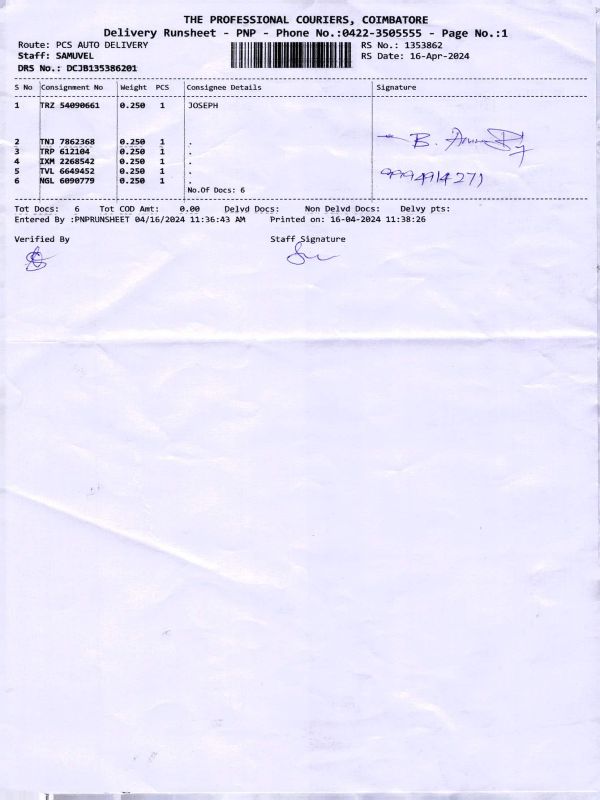 THE PROFESSIONAL COURIERS, COIMBATORE
Delivery Runsheet - PNP - Phone No.:0422-3505555 - Page No.:1
Route: PCS AUTO DELIVERY RS No.: 1353862
Staff: SAMUVEL RS Date: 16-Apr-2024
DRS No.: DCJB135386201
S No Consignment No Weight PCS Consignee Details Signature
1 TRZ 54090661 0.250 1 JOSEPH
2 TNJ 7862368 0.250 1 .
3 TRP 612104 0.250 1 .
4 IXM 2268542 0.250 1 .
5 TVL 6649452 0.250 1 .
6 NGL 6090779 0.250 1 .
B.
9994914271
No.Of Docs: 6
Tot Docs: 6 Tot COD Amt: 0.00 Delvd Docs: Non Delvd Docs: Delvy pts:
Entered By :PNPRUNSHEET 04/16/2024 11:36:43 AM Printed on: 16-04-2024 11:38:26
Verified By Staff Signature